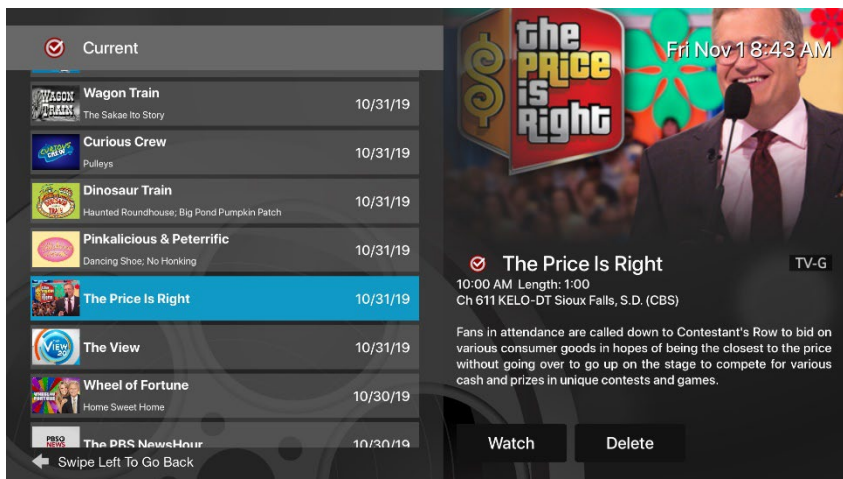 Current
Wagon Train
The Sakae Ito Story
10/31/19
Curious Crew
Pulleys
10/31/19
Dinosaur Train
Haunted Roundhouse; Big Pond Pumpkin Patch
10/31/19
Pinkalicious & Peterrific
Dancing Shoe; No Honking
10/31/19
The Price Is Right
10/31/19
The View
10/31/19
Wheel of Fortune
Home Sweet Home
10/30/19
The PBS NewsHour
10/30/19
Swipe Left To Go Back
WAGON
TRAIN
CURIOUS
CREW
VIEW
PBS
NEWS
the
PRICE
is
Right
Fri Nov 1 8:43 AM
The Price Is Right
TV-G
10:00 AM Length: 1:00
Ch 611 KELO-DT Sioux Falls, S.D. (CBS)
Fans in attendance are called down to Contestant's Row to bid on
various consumer goods in hopes of being the closest to the price
without going over to go up on the stage to compete for various
cash and prizes in unique contests and games.
Watch
Delete